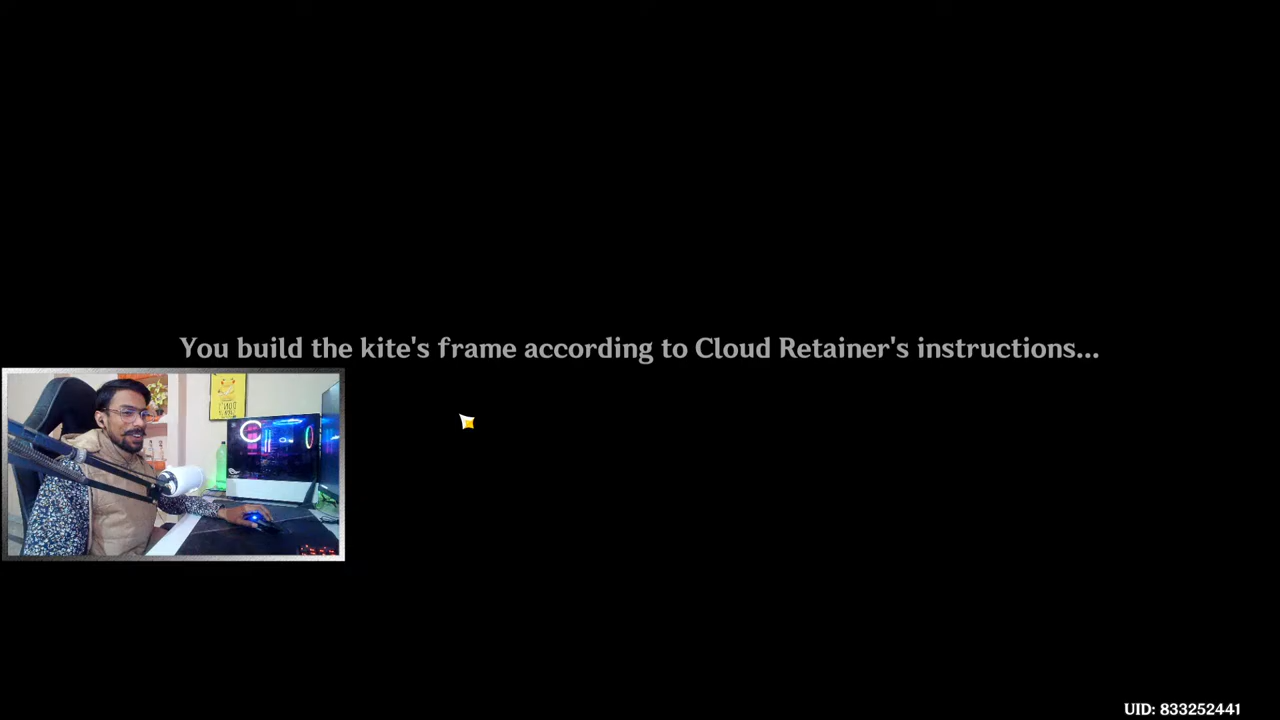 You build the kite's frame according to Cloud Retainer's instructions...
UID: 833252441